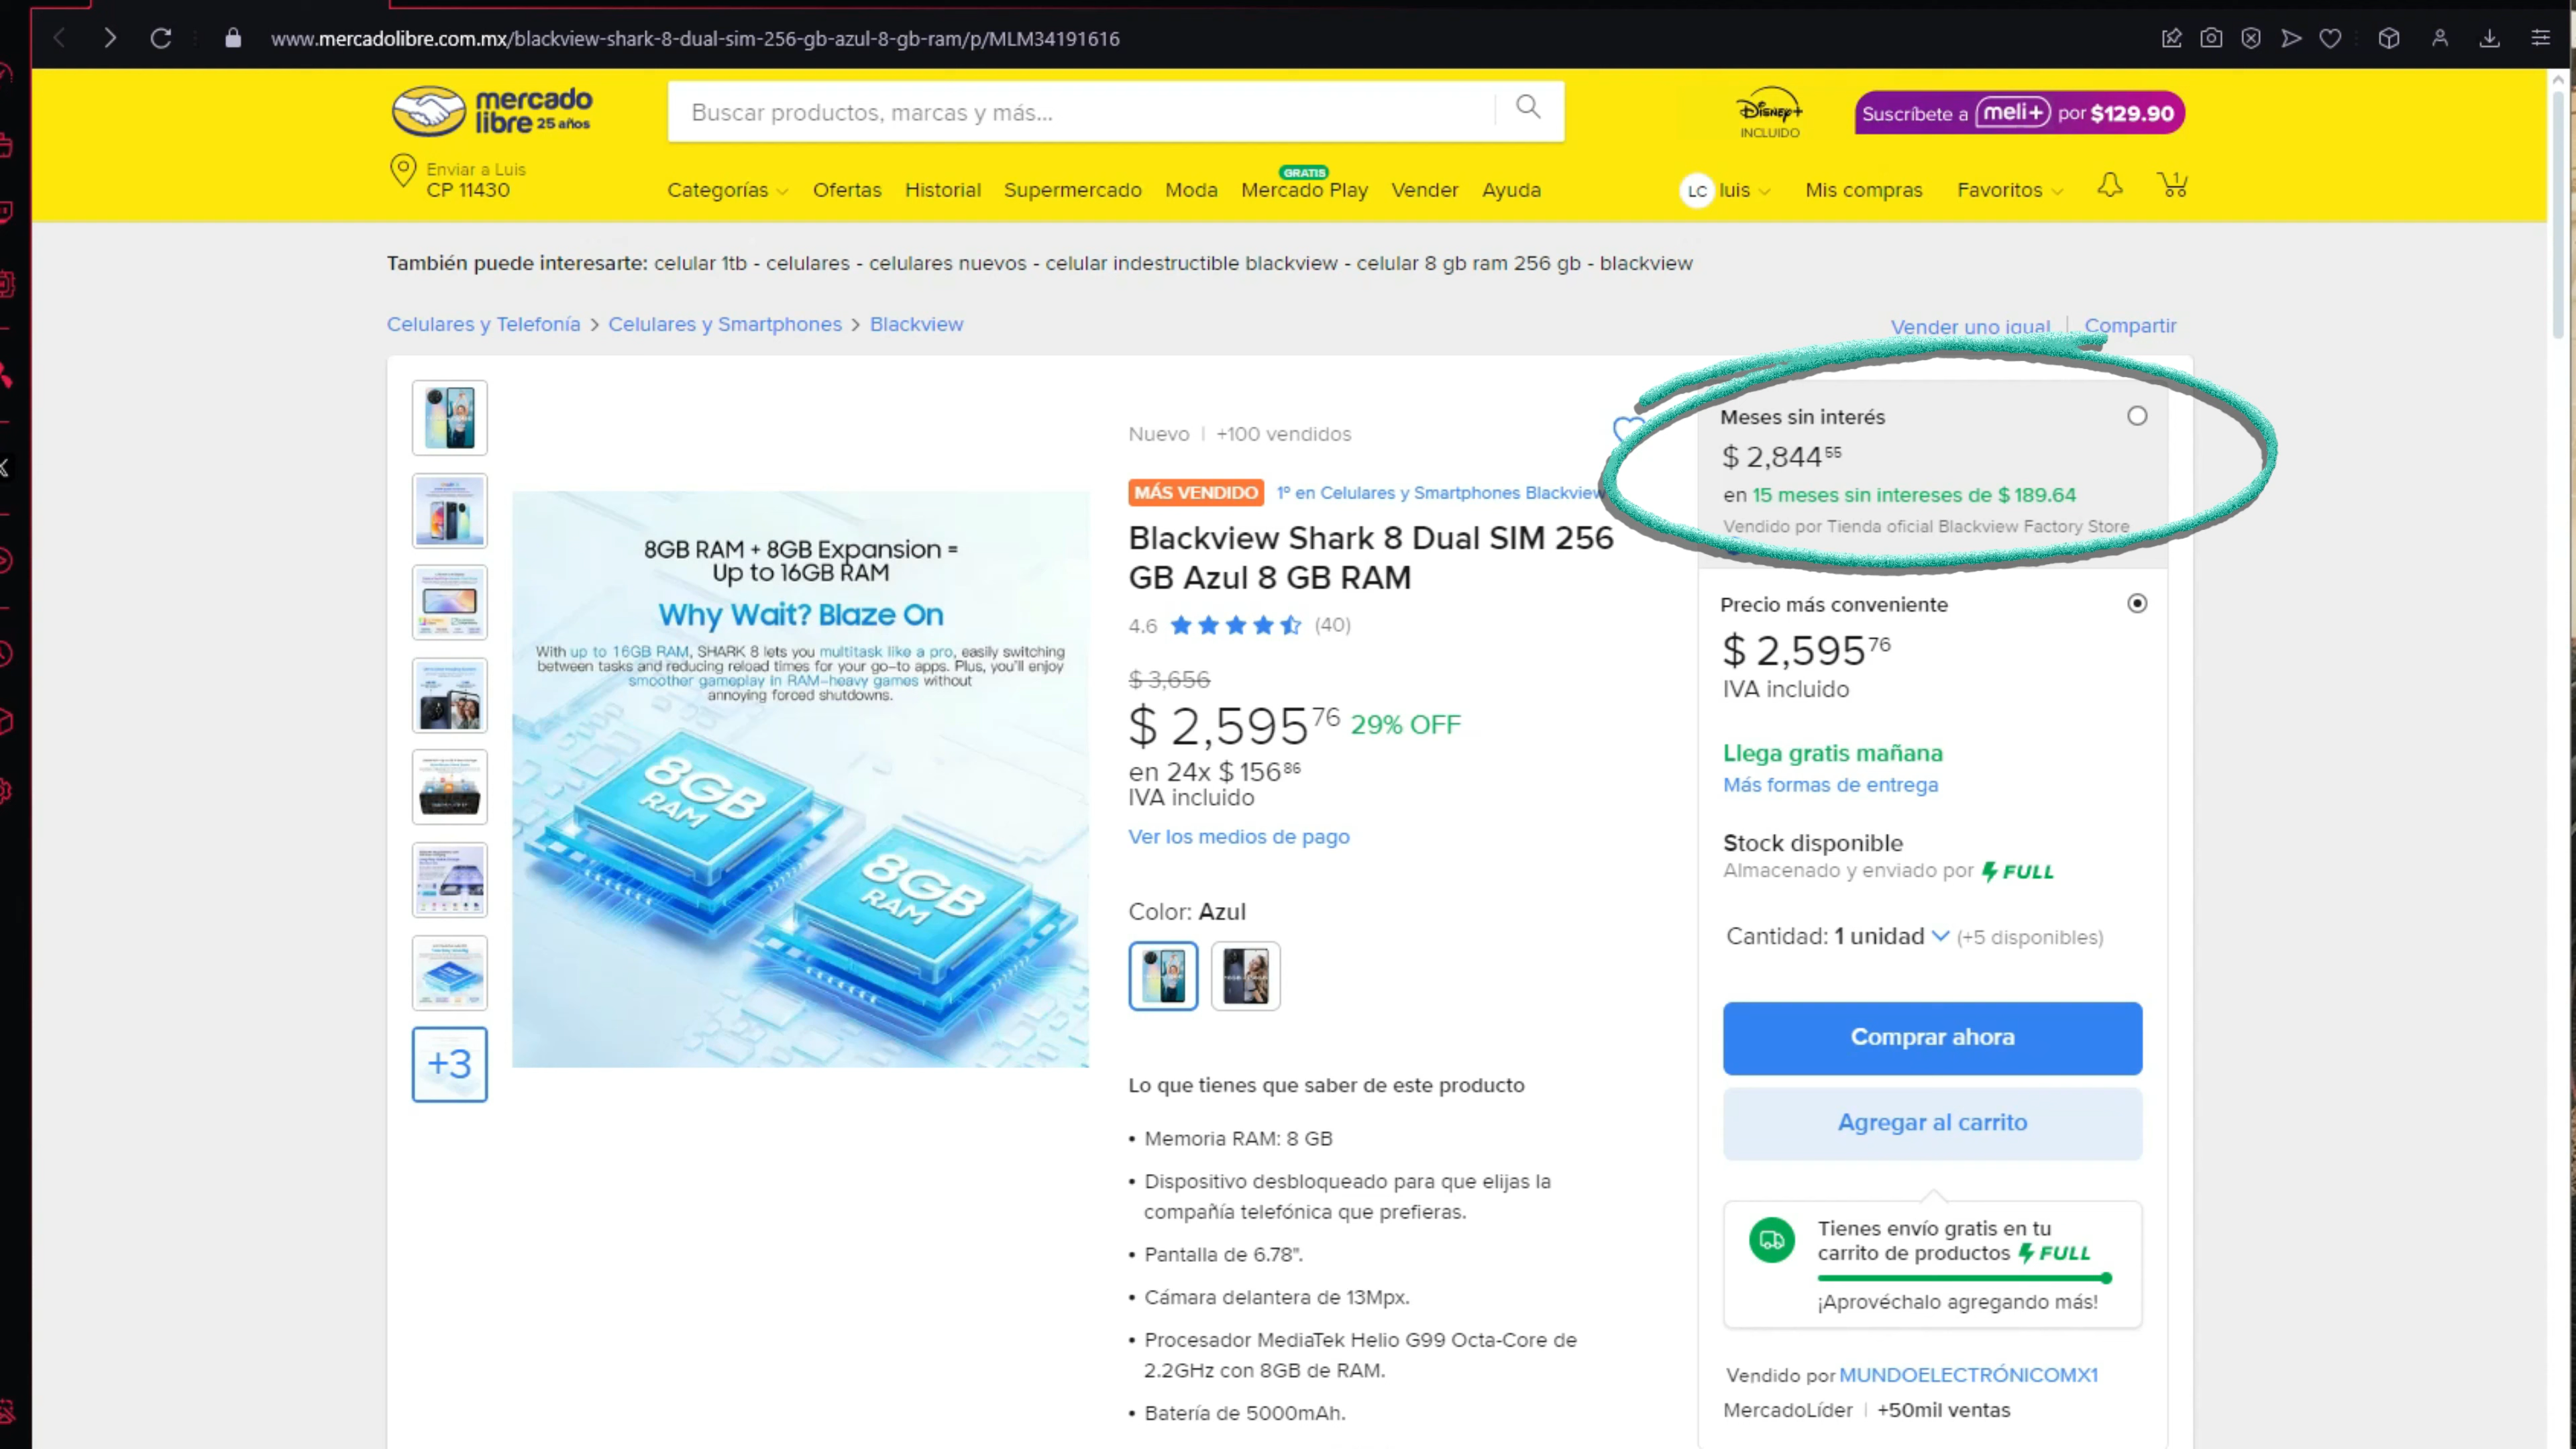 www.mercadolibre.com.mx/blackview-shark-8-dual-sim-256-gb-azul-8-gb-ram/p/MLM34191616
mercado
libre 25 años
Buscar productos, marcas y más...
Disney+
INCLUIDO
Suscríbete a meli+ por $129.90
Enviar a Luis
CP 11430
GRATIS
Categorías Ofertas Historial Supermercado Moda Mercado Play Vender Ayuda
LC luis Mis compras Favoritos 1
También puede interesarte: celular 1tb - celulares - celulares nuevos - celular indestructible blackview - celular 8 gb ram 256 gb - blackview
Celulares y Telefonía > Celulares y Smartphones > Blackview
Vender uno igual | Compartir
+3
8GB RAM + 8GB Expansion =
Up to 16GB RAM
Why Wait? Blaze On
With up to 16GB RAM, SHARK 8 lets you multitask like a pro, easily switching
between tasks and reducing reload times for your go-to apps. Plus, you'll enjoy
smoother gameplay in RAM-heavy games without
annoying forced shutdowns.
8GB
RAM
8GB
RAM
Nuevo | +100 vendidos
MÁS VENDIDO 1º en Celulares y Smartphones Blackview
Blackview Shark 8 Dual SIM 256
GB Azul 8 GB RAM
4.6 (40)
$ 3,656
$ 2,595 76 29% OFF
en 24x $ 156 86
IVA incluido
Ver los medios de pago
Color: Azul
Lo que tienes que saber de este producto
• Memoria RAM: 8 GB
• Dispositivo desbloqueado para que elijas la
compañía telefónica que prefieras.
• Pantalla de 6.78".
• Cámara delantera de 13Mpx.
• Procesador MediaTek Helio G99 Octa-Core de
2.2GHz con 8GB de RAM.
• Batería de 5000mAh.
Meses sin interés
$ 2,844 55
en 15 meses sin intereses de $ 189.64
Vendido por Tienda oficial Blackview Factory Store
Precio más conveniente
$ 2,595 76
IVA incluido
Llega gratis mañana
Más formas de entrega
Stock disponible
Almacenado y enviado por FULL
Cantidad: 1 unidad (+5 disponibles)
Comprar ahora
Agregar al carrito
Tienes envío gratis en tu
carrito de productos FULL
¡Aprovéchalo agregando más!
Vendido por MUNDOELECTRÓNICOMX1
MercadoLíder | +50mil ventas